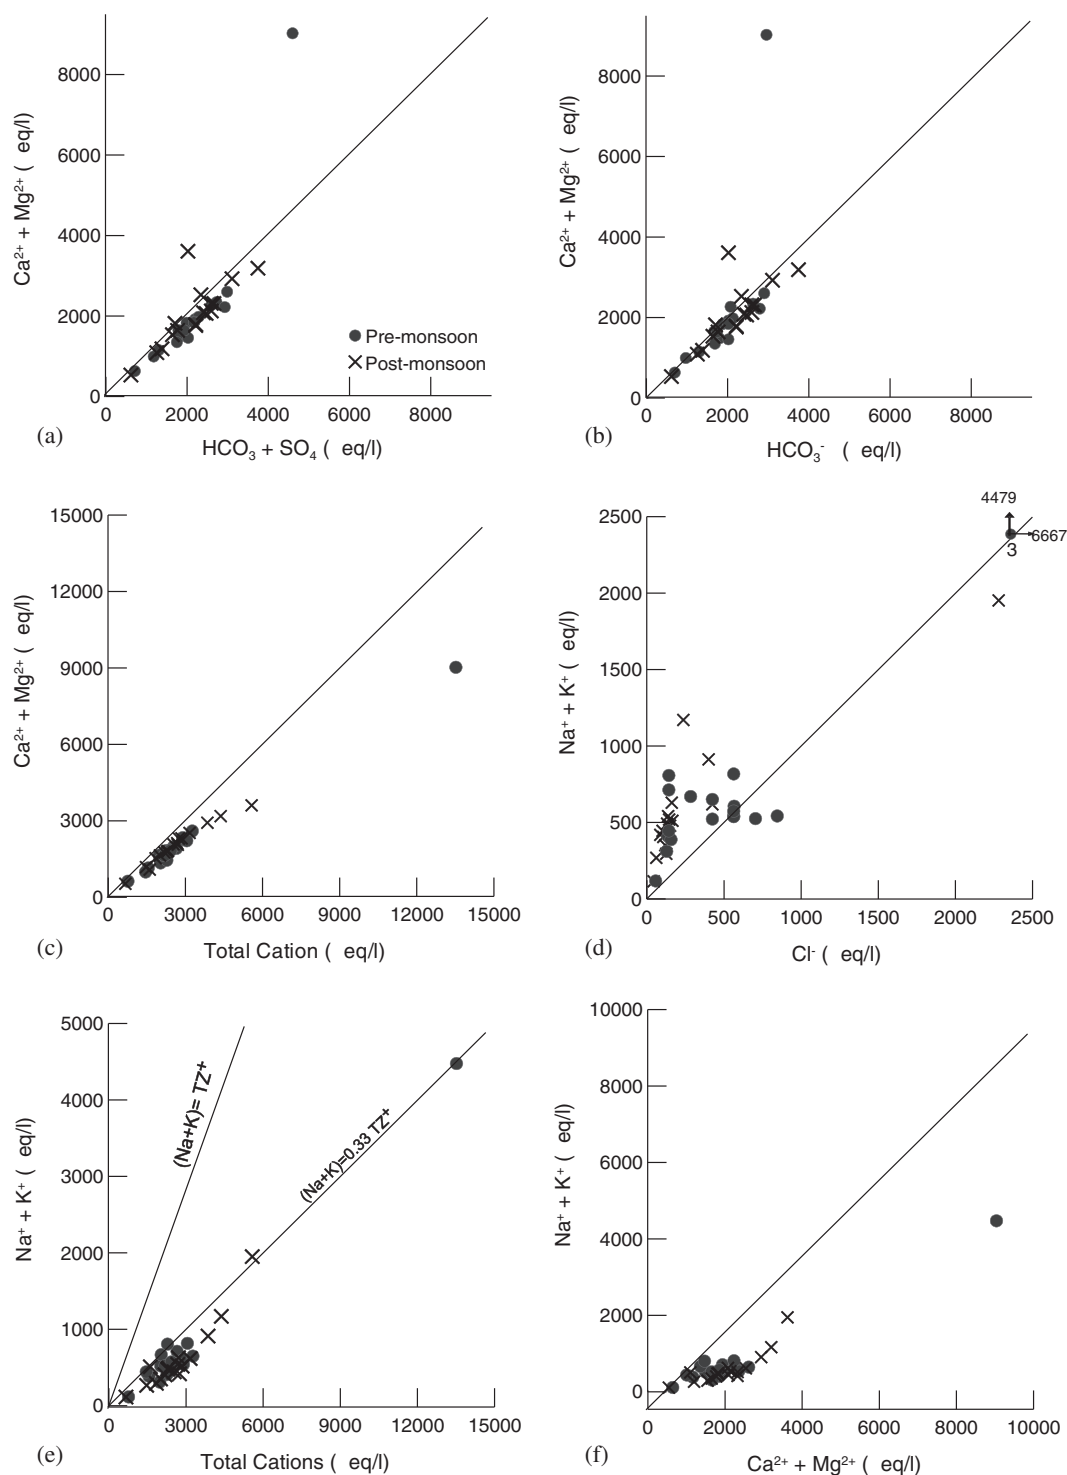 8000
6000
4000
2000
0
Ca²⁺ + Mg²⁺ ( eq/l)
Pre-monsoon
Post-monsoon
0 2000 4000 6000 8000
(a)
HCO₃ + SO₄ ( eq/l)
8000
6000
4000
2000
0
Ca²⁺ + Mg²⁺ ( eq/l)
0 2000 4000 6000 8000
(b)
HCO₃⁻ ( eq/l)
15000
12000
9000
6000
3000
0
Ca²⁺ + Mg²⁺ ( eq/l)
0 3000 6000 9000 12000 15000
(c)
Total Cation ( eq/l)
4479
6667
3
2500
2000
1500
1000
500
0
Na⁺ + K⁺ ( eq/l)
0 500 1000 1500 2000 2500
(d)
Cl⁻ ( eq/l)
5000
4000
3000
2000
1000
0
Na⁺ + K⁺ ( eq/l)
(Na+K)= TZ⁺
(Na+K)=0.33 TZ⁺
0 3000 6000 9000 12000 15000
(e)
Total Cations ( eq/l)
10000
8000
6000
4000
2000
0
Na⁺ + K⁺ ( eq/l)
0 2000 4000 6000 8000 10000
(f)
Ca²⁺ + Mg²⁺ ( eq/l)